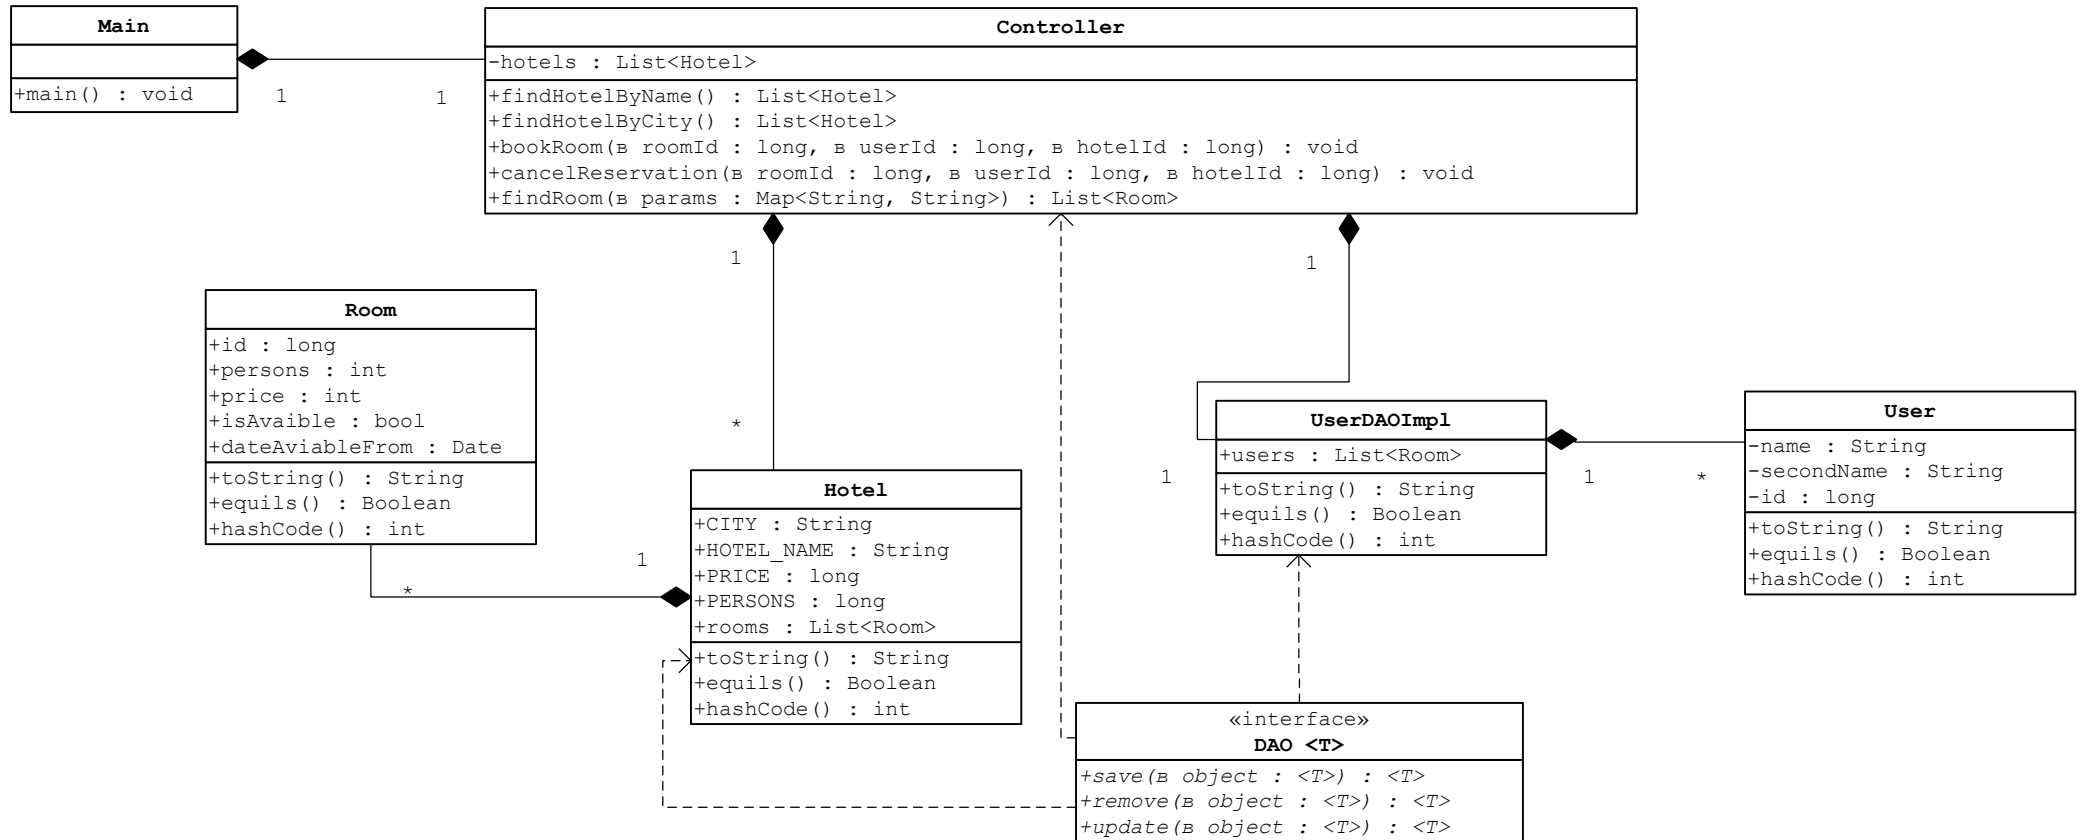 Main
+main() : void
1
1
Controller
-hotels : List<Hotel>
+findHotelByName() : List<Hotel>
+findHotelByCity() : List<Hotel>
+bookRoom(в roomId : long, в userId : long, в hotelId : long) : void
+cancelReservation(в roomId : long, в userId : long, в hotelId : long) : void
+findRoom(в params : Map<String, String>) : List<Room>
1
*
1
1
Room
+id : long
+persons : int
+price : int
+isAvaible : bool
+dateAviableFrom : Date
+toString() : String
+equils() : Boolean
+hashCode() : int
*
1
Hotel
+CITY : String
+HOTEL_NAME : String
+PRICE : long
+PERSONS : long
+rooms : List<Room>
+toString() : String
+equils() : Boolean
+hashCode() : int
UserDAOImpl
+users : List<Room>
+toString() : String
+equils() : Boolean
+hashCode() : int
1
*
User
-name : String
-secondName : String
-id : long
+toString() : String
+equils() : Boolean
+hashCode() : int
«interface»
DAO <T>
+save(в object : <T>) : <T>
+remove(в object : <T>) : <T>
+update(в object : <T>) : <T>